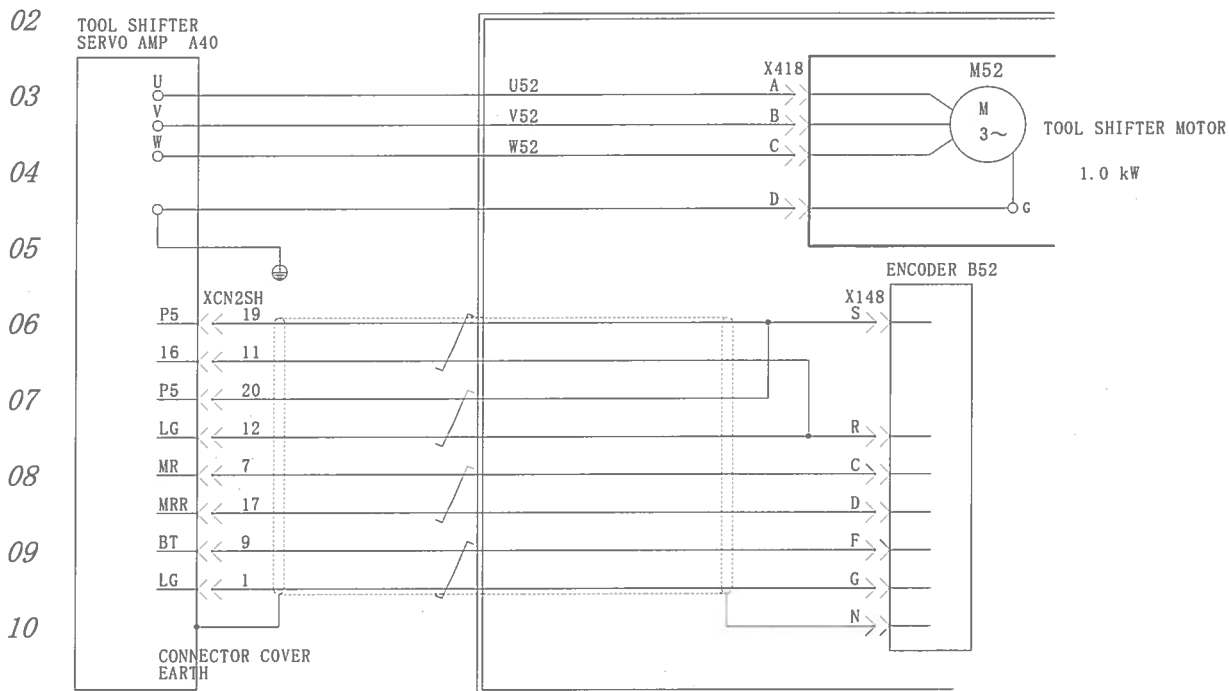 02
TOOL SHIFTER
SERVO AMP A40
X418
M52
03
U
U52
A
M
3~
V
V52
B
TOOL SHIFTER MOTOR
W
W52
C
04
1.0 kW
D
G
05
ENCODER B52
XCN2SH
X148
06
P5 19 S
16 11
07
P5 20
LG 12 R
08
MR 7 C
MRR 17 D
09
BT 9 F
LG 1 G
10
N
CONNECTOR COVER
EARTH